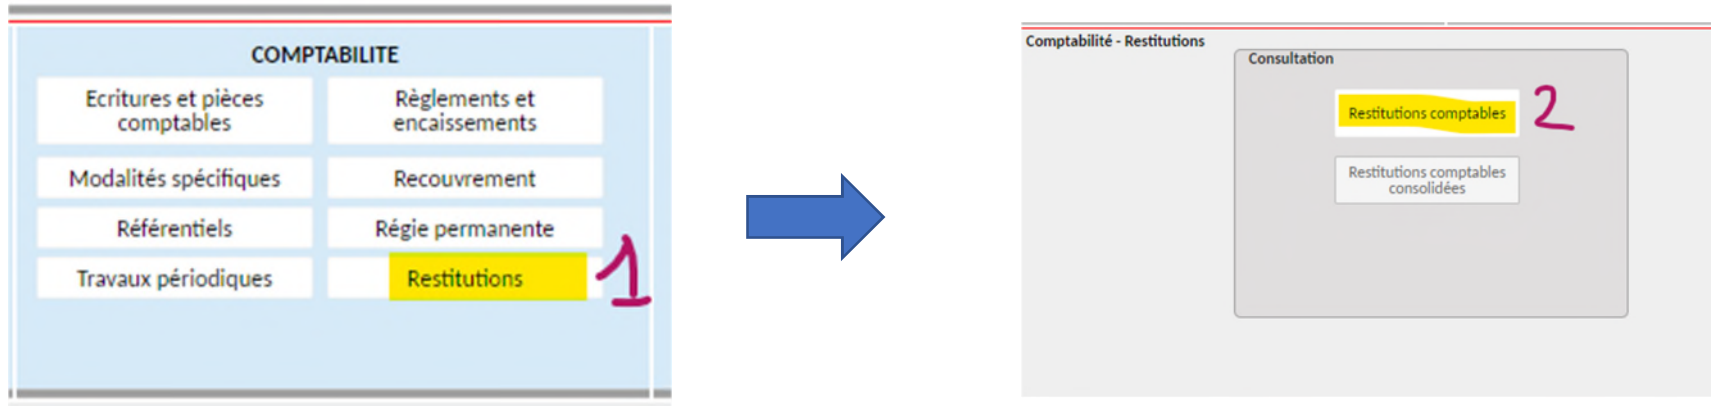 COMPTABILITE
Ecritures et pièces
comptables
Règlements et
encaissements
Modalités spécifiques
Recouvrement
Référentiels
Régie permanente
Travaux périodiques
Restitutions
1
Comptabilité - Restitutions
Consultation
Restitutions comptables
2
Restitutions comptables
consolidées